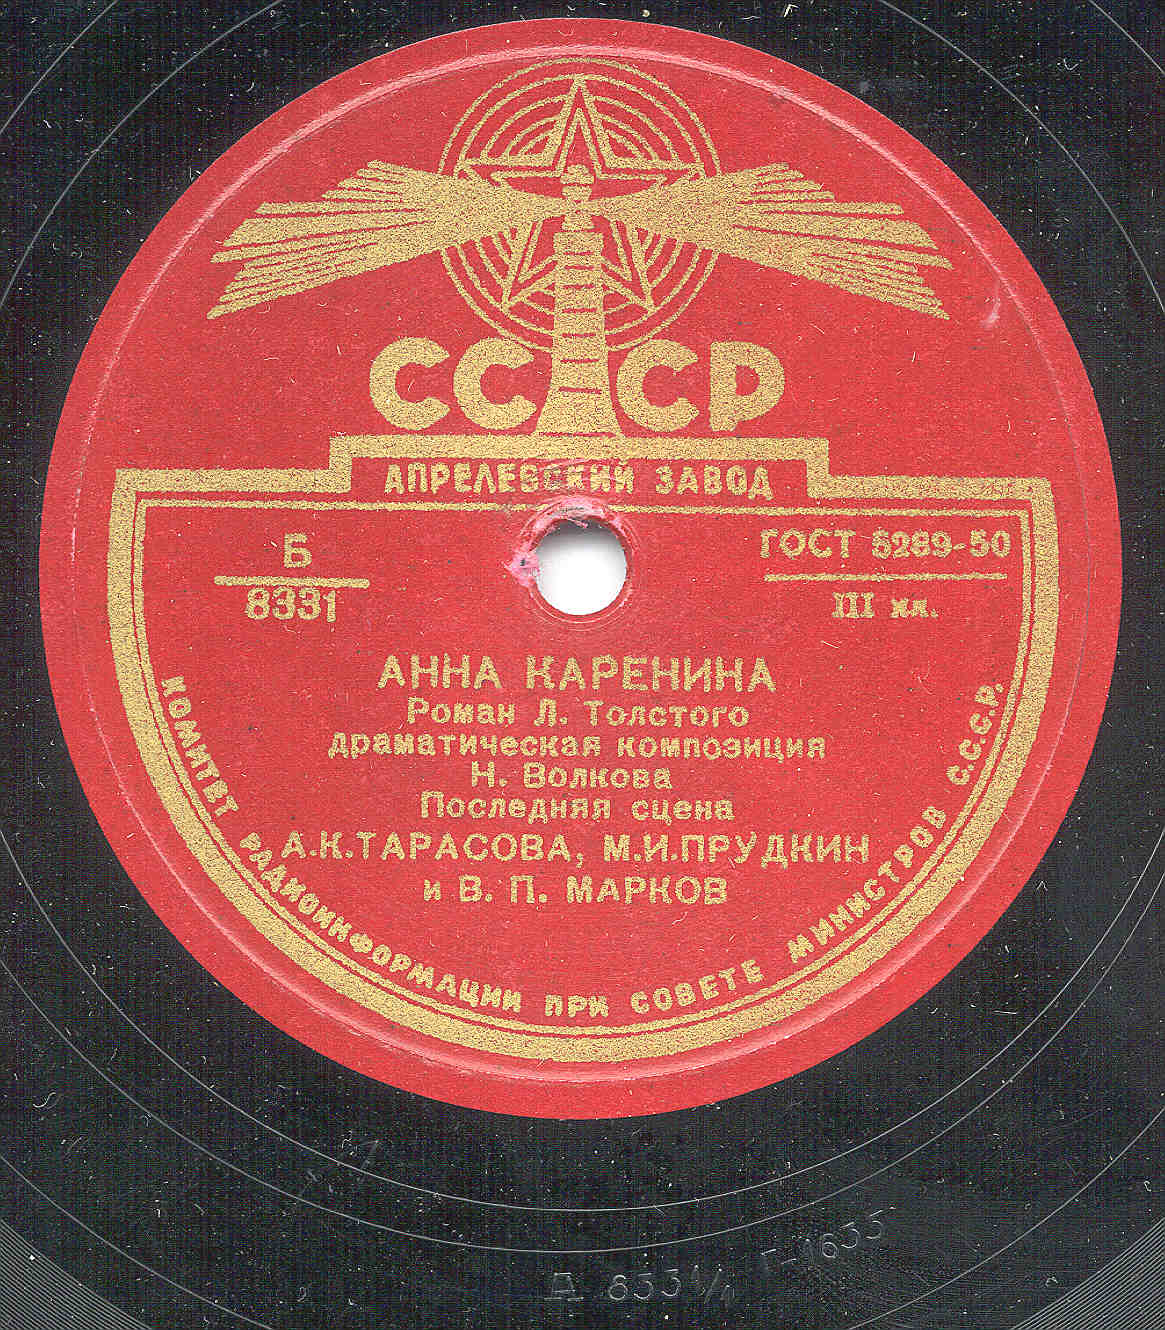 СССР
АПРЕЛЕВСКИЙ ЗАВОД
Б
8331
ГОСТ 5289-50
III кл.
АННА КАРЕНИНА
Роман Л. Толстого
драматическая композиция
Н. Волкова
Последняя сцена
А.К.ТАРАСОВА, М.И.ПРУДКИН
и В. П. МАРКОВ
КОМИТЕТ РАДИОИНФОРМАЦИИ ПРИ СОВЕТЕ МИНИСТРОВ С.С.С.Р.